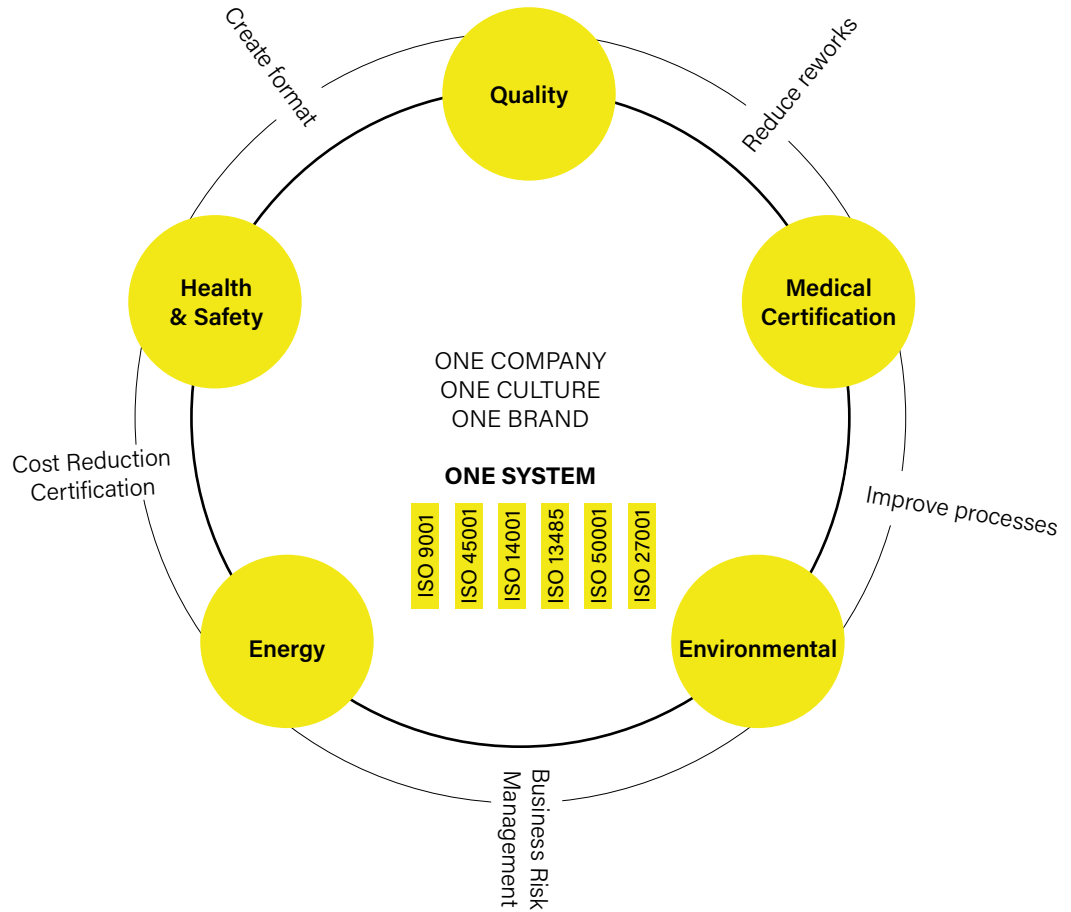 Create format
Quality
Reduce reworks
Health
& Safety
Medical
Certification
ONE COMPANY
ONE CULTURE
ONE BRAND
Cost Reduction
Certification
ONE SYSTEM
Improve processes
ISO 9001
ISO 45001
ISO 14001
ISO 13485
ISO 50001
ISO 27001
Energy
Environmental
Business Risk
Management